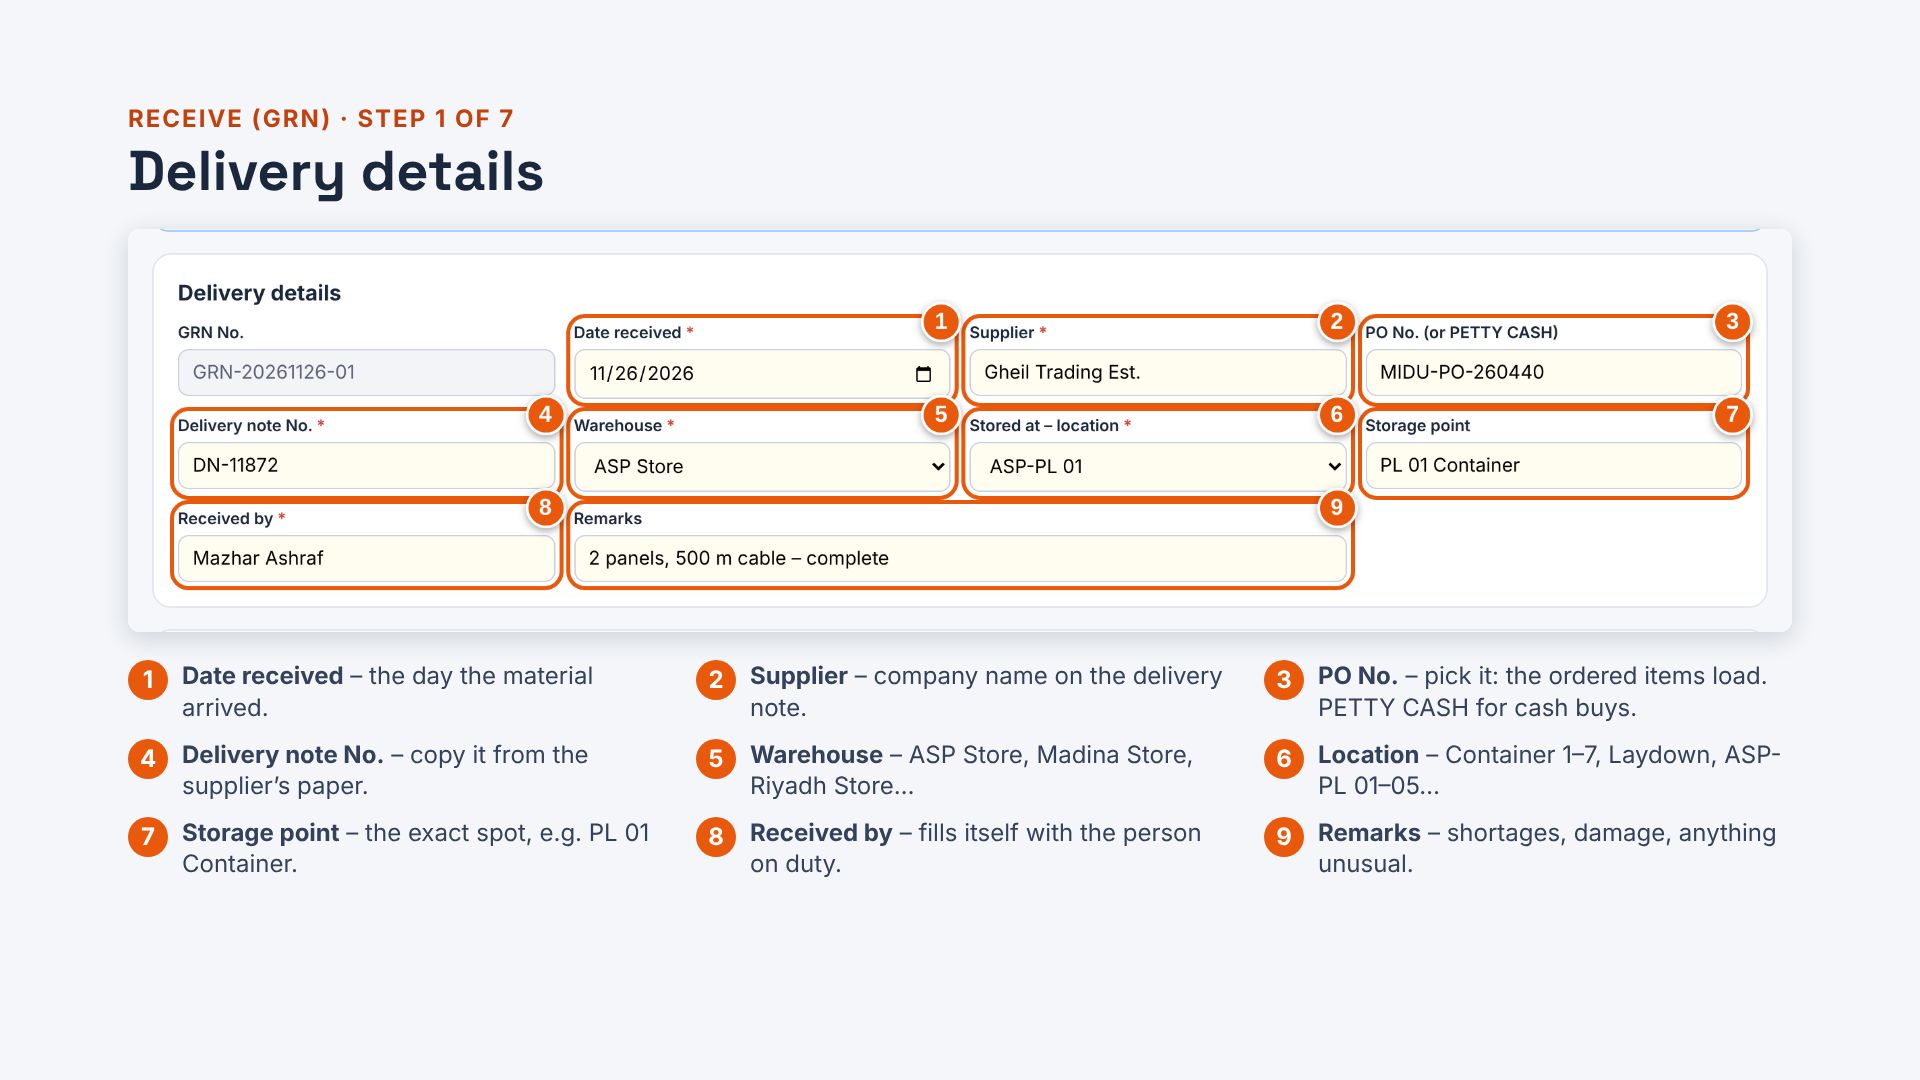 RECEIVE (GRN) · STEP 1 OF 7
Delivery details
Delivery details
GRN No.
GRN-20261126-01
Date received *
1
11/26/2026
Supplier *
2
Gheil Trading Est.
PO No. (or PETTY CASH)
3
MIDU-PO-260440
Delivery note No. *
4
DN-11872
Warehouse *
5
ASP Store
Stored at – location *
6
ASP-PL 01
Storage point
7
PL 01 Container
Received by *
8
Mazhar Ashraf
Remarks
9
2 panels, 500 m cable – complete
1 Date received – the day the material
arrived.
2 Supplier – company name on the delivery
note.
3 PO No. – pick it: the ordered items load.
PETTY CASH for cash buys.
4 Delivery note No. – copy it from the
supplier’s paper.
5 Warehouse – ASP Store, Madina Store,
Riyadh Store…
6 Location – Container 1–7, Laydown, ASP-
PL 01–05…
7 Storage point – the exact spot, e.g. PL 01
Container.
8 Received by – fills itself with the person
on duty.
9 Remarks – shortages, damage, anything
unusual.